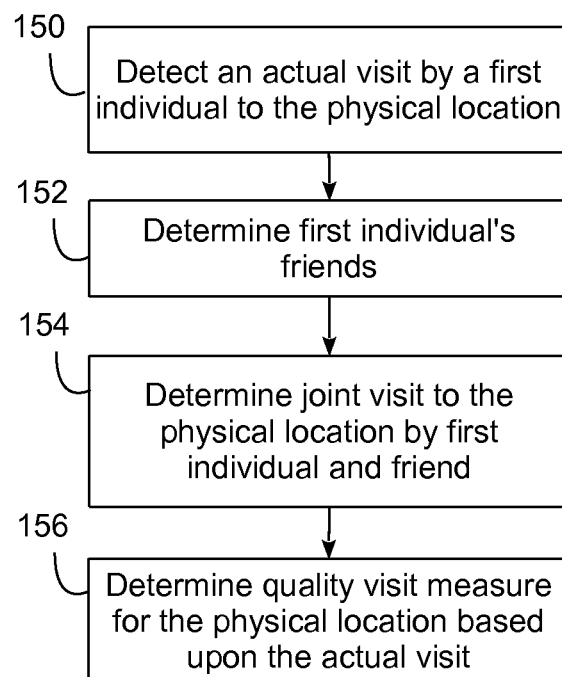 150
Detect an actual visit by a first
individual to the physical location
152
Determine first individual's
friends
154
Determine joint visit to the
physical location by first
individual and friend
156
Determine quality visit measure
for the physical location based
upon the actual visit